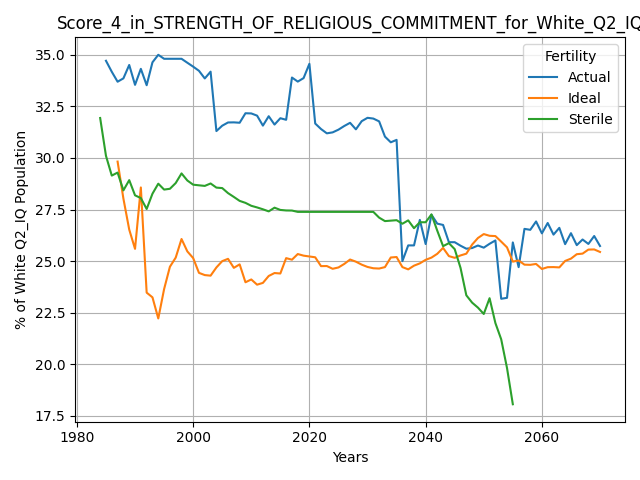 Score_4_in_STRENGTH_OF_RELIGIOUS_COMMITMENT_for_White_Q2_IQ
Fertility
Actual
Ideal
Sterile
% of White Q2_IQ Population
35.0
32.5
30.0
27.5
25.0
22.5
20.0
17.5
1980 2000 2020 2040 2060
Years